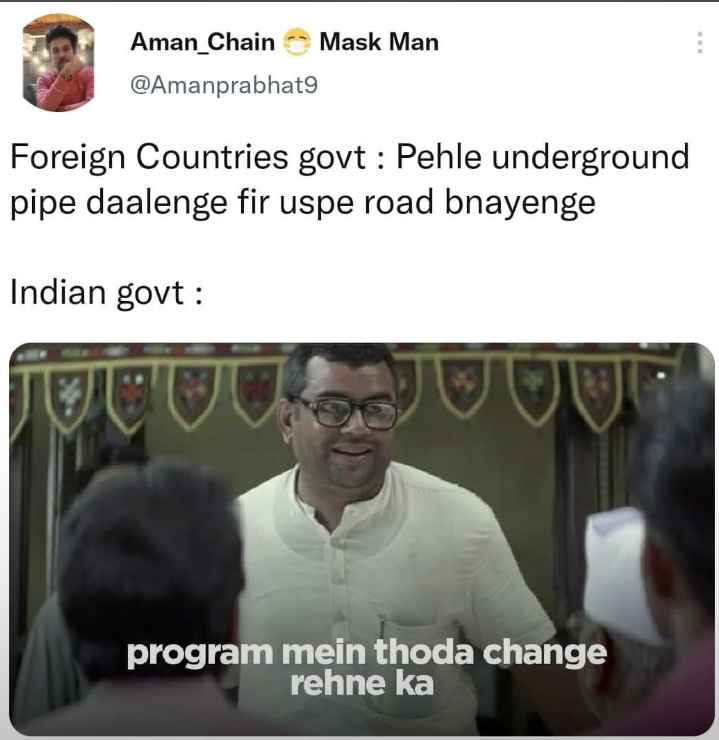 Aman_Chain 😷 Mask Man
@Amanprabhat9
Foreign Countries govt : Pehle underground
pipe daalenge fir uspe road bnayenge
Indian govt :
program mein thoda change
rehne ka